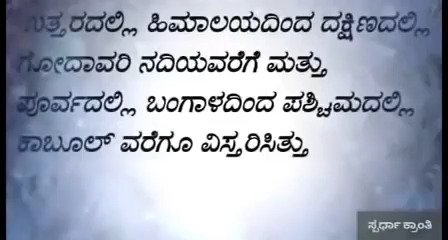 ಉತ್ತರದಲ್ಲಿ ಹಿಮಾಲಯದಿಂದ ದಕ್ಷಿಣದಲ್ಲಿ
ಗೋದಾವರಿ ನದಿಯವರೆಗೆ ಮತ್ತು
ಪೂರ್ವದಲ್ಲಿ ಬಂಗಾಳದಿಂದ ಪಶ್ಚಿಮದಲ್ಲಿ
ಕಾಬೂಲ್ ವರೆಗೂ ವಿಸ್ತರಿಸಿತ್ತು
ಸ್ಪರ್ಧಾ ಕ್ರಾಂತಿ